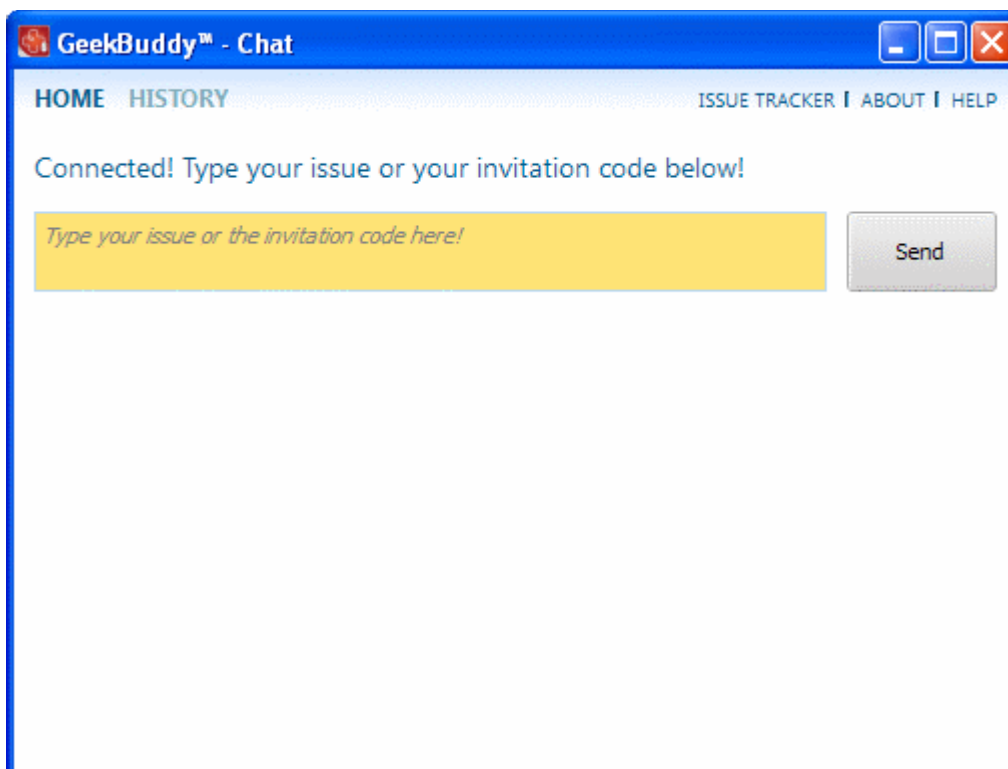 GeekBuddy™ - Chat
HOME HISTORY ISSUE TRACKER | ABOUT | HELP
Connected! Type your issue or your invitation code below!
Type your issue or the invitation code here!
Send